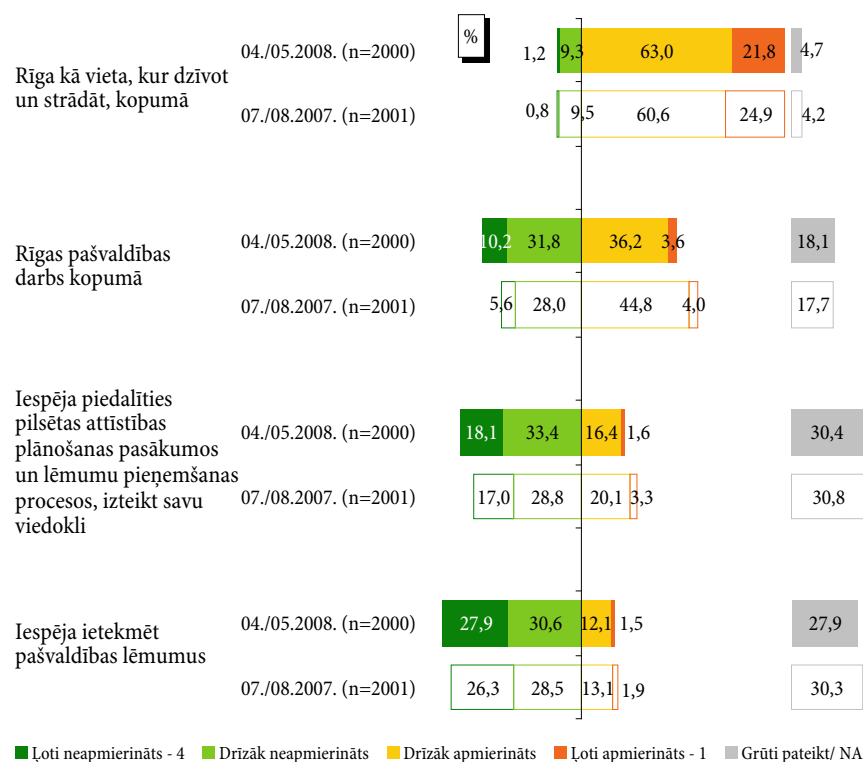 %
Rīga kā vieta, kur dzīvot
un strādāt, kopumā
04./05.2008. (n=2000)
1,2 9,3 63,0 21,8 4,7
07./08.2007. (n=2001)
0,8 9,5 60,6 24,9 4,2
Rīgas pašvaldības
darbs kopumā
04./05.2008. (n=2000)
10,2 31,8 36,2 3,6 18,1
07./08.2007. (n=2001)
5,6 28,0 44,8 4,0 17,7
Iespēja piedalīties
pilsētas attīstības
plānošanas pasākumos
un lēmumu pieņemšanas
procesos, izteikt savu
viedokli
04./05.2008. (n=2000)
18,1 33,4 16,4 1,6 30,4
07./08.2007. (n=2001)
17,0 28,8 20,1 3,3 30,8
Iespēja ietekmēt
pašvaldības lēmumus
04./05.2008. (n=2000)
27,9 30,6 12,1 1,5 27,9
07./08.2007. (n=2001)
26,3 28,5 13,1 1,9 30,3
Ļoti neapmierināts - 4 Drīzāk neapmierināts Drīzāk apmierināts Ļoti apmierināts - 1 Grūti pateikt/ NA